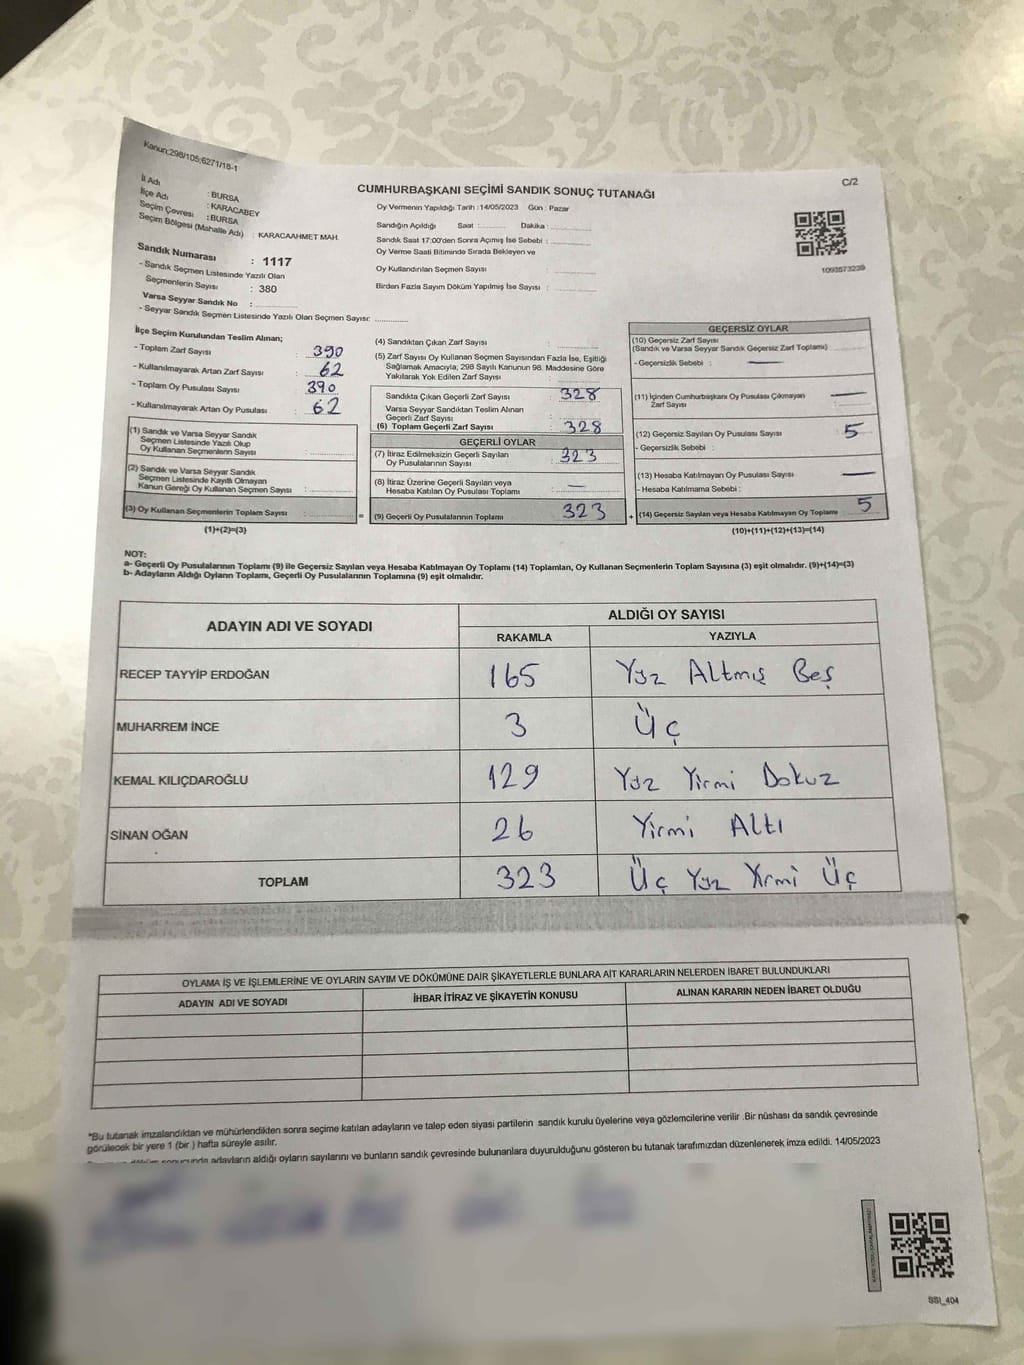 Kanun;298/105;6271/18-1
CUMHURBAŞKANI SEÇİMİ SANDIK SONUÇ TUTANAĞI
C/2
İl Adı : BURSA
İlçe Adı : KARACABEY
Seçim Çevresi : BURSA
Seçim Bölgesi (Mahalle Adı) : KARACAAHMET MAH.
Sandık Numarası : 1117
- Sandık Seçmen Listesinde Yazılı Olan
Seçmenlerin Sayısı : 380
Varsa Seyyar Sandık No : ..............
- Seyyar Sandık Seçmen Listesinde Yazılı Olan Seçmen Sayısı: ...........
Oy Vermenin Yapıldığı Tarih : 14/05/2023 Gün : Pazar
Sandığın Açıldığı Saat : ......... Dakika : .............
Sandık Saat 17:00'den Sonra Açımış İse Sebebi : .............
Oy Verme Saati Bitiminde Sırada Bekleyen ve
Oy Kullandırılan Seçmen Sayısı : .............
Birden Fazla Sayım Döküm Yapılmış İse Sayısı : .............
1093573239
İlçe Seçim Kurulundan Teslim Alınan;
- Toplam Zarf Sayısı : 390
- Kullanılmayarak Artan Zarf Sayısı : 62
- Toplam Oy Pusulası Sayısı : 390
- Kullanılmayarak Artan Oy Pusulası : 62
(1) Sandık ve Varsa Seyyar Sandık
Seçmen Listesinde Yazılı Olup
Oy Kullanan Seçmenlerin Sayısı : .............
(2) Sandık ve Varsa Seyyar Sandık
Seçmen Listesinde Kayıtlı Olmayan
Kanun Gereği Oy Kullanan Seçmen Sayısı : .............
(3) Oy Kullanan Seçmenlerin Toplam Sayısı : .............
(1)+(2)=(3)
(4) Sandıktan Çıkan Zarf Sayısı : .............
(5) Zarf Sayısı Oy Kullanan Seçmen Sayısından Fazla İse, Eşitliği
Sağlamak Amacıyla; 298 Sayılı Kanunun 98. Maddesine Göre
Yakılarak Yok Edilen Zarf Sayısı : .............
Sandıkta Çıkan Geçerli Zarf Sayısı : 328
Varsa Seyyar Sandıktan Teslim Alınan
Geçerli Zarf Sayısı :
(6) Toplam Geçerli Zarf Sayısı : 328
GEÇERLİ OYLAR
(7) İtiraz Edilmeksizin Geçerli Sayılan
Oy Pusulalarının Sayısı : 323
(8) İtiraz Üzerine Geçerli Sayılan veya
Hesaba Katılan Oy Pusulası Toplamı : —
= (9) Geçerli Oy Pusulalarının Toplamı 323
GEÇERSİZ OYLAR
(10) Geçersiz Zarf Sayısı
(Sandık ve Varsa Seyyar Sandık Geçersiz Zarf Toplamı)
- Geçersizlik Sebebi : —
(11) İçinden Cumhurbaşkanı Oy Pusulası Çıkmayan —
Zarf Sayısı
(12) Geçersiz Sayılan Oy Pusulası Sayısı 5
- Geçersizlik Sebebi :
(13) Hesaba Katılmayan Oy Pusulası Sayısı —
- Hesaba Katılmama Sebebi :
+ (14) Geçersiz Sayılan veya Hesaba Katılmayan Oy Toplamı 5
(10)+(11)+(12)+(13)=(14)
NOT:
a- Geçerli Oy Pusulalarının Toplamı (9) ile Geçersiz Sayılan veya Hesaba Katılmayan Oy Toplamı (14) Toplamları, Oy Kullanan Seçmenlerin Toplam Sayısına (3) eşit olmalıdır. (9)+(14)=(3)
b- Adayların Aldığı Oyların Toplamı, Geçerli Oy Pusulalarının Toplamına (9) eşit olmalıdır.
ADAYIN ADI VE SOYADI
ALDIĞI OY SAYISI
RAKAMLA YAZIYLA
RECEP TAYYİP ERDOĞAN 165 Yüz Altmış Beş
MUHARREM İNCE 3 Üç
KEMAL KILIÇDAROĞLU 129 Yüz Yirmi Dokuz
SİNAN OĞAN 26 Yirmi Altı
TOPLAM 323 Üç Yüz Yirmi Üç
OYLAMA İŞ VE İŞLEMLERİNE VE OYLARIN SAYIM VE DÖKÜMÜNE DAİR ŞİKAYETLERLE BUNLARA AİT KARARLARIN NELERDEN İBARET BULUNDUKLARI
ADAYIN ADI VE SOYADI İHBAR İTİRAZ VE ŞİKAYETİN KONUSU ALINAN KARARIN NEDEN İBARET OLDUĞU
*Bu tutanak imzalandıktan ve mühürlendikten sonra seçime katılan adayların ve talep eden siyasi partilerin sandık kurulu üyelerine veya gözlemcilerine verilir .Bir nüshası da sandık çevresinde
görülecek bir yere 1 (bir ) hafta süreyle asılır.
sonucunda adayların aldığı oyların sayılarını ve bunların sandık çevresinde bulunanlara duyurulduğunu gösteren bu tutanak tarafımızdan düzenlenerek imza edildi. 14/05/2023
SSI_404